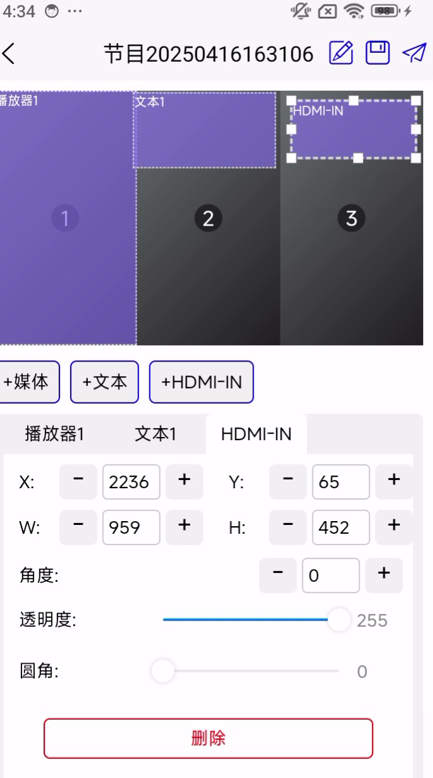 4:34
98
节目20250416163106
播放器1
文本1
HDMI-IN
1
2
3
+媒体
+文本
+HDMI-IN
播放器1
文本1
HDMI-IN
X:
-
2236
+
Y:
-
65
+
W:
-
959
+
H:
-
452
+
角度:
-
0
+
透明度:
255
圆角:
0
删除